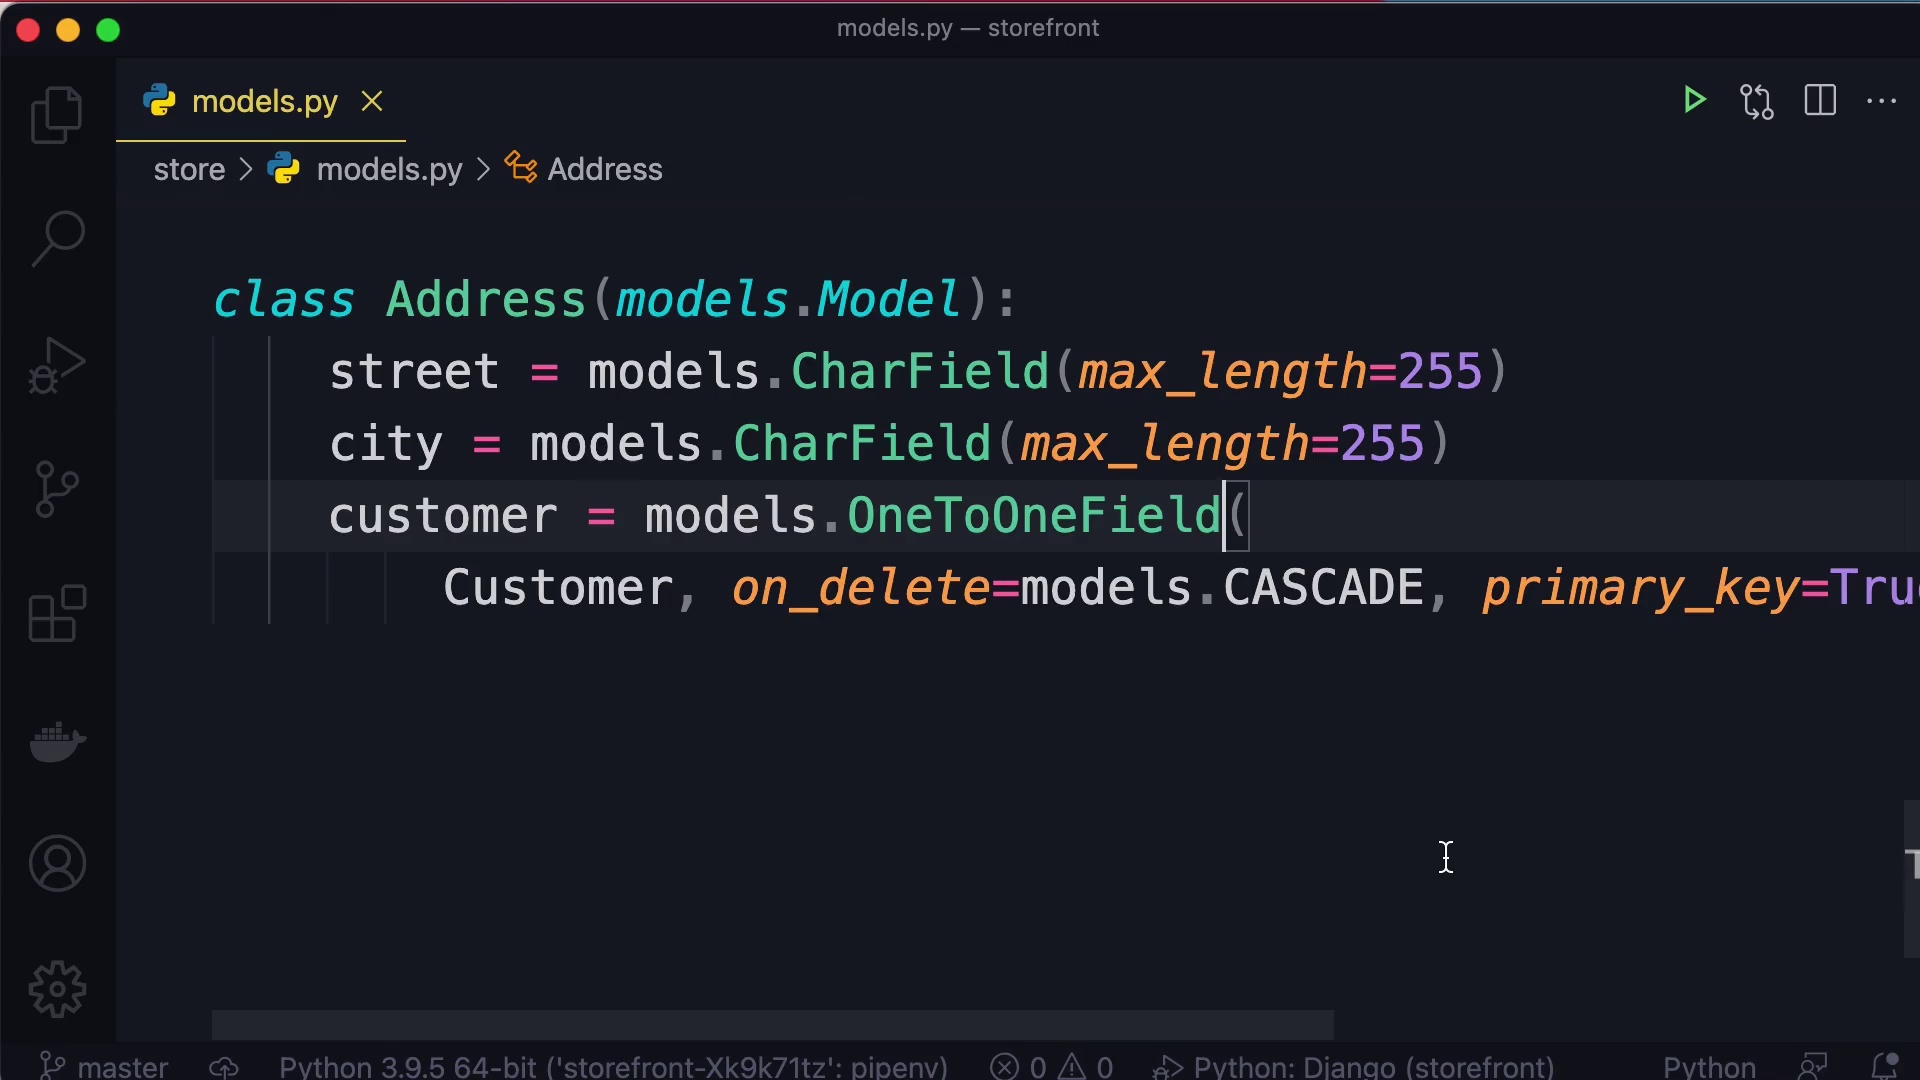 models.py — storefront
models.py
store > models.py > Address
class Address(models.Model):
street = models.CharField(max_length=255)
city = models.CharField(max_length=255)
customer = models.OneToOneField(
Customer, on_delete=models.CASCADE, primary_key=Tru
master
Python 3.9.5 64-bit ('storefront-Xk9k71tz': pipenv)
0
0
Python: Django (storefront)
Python